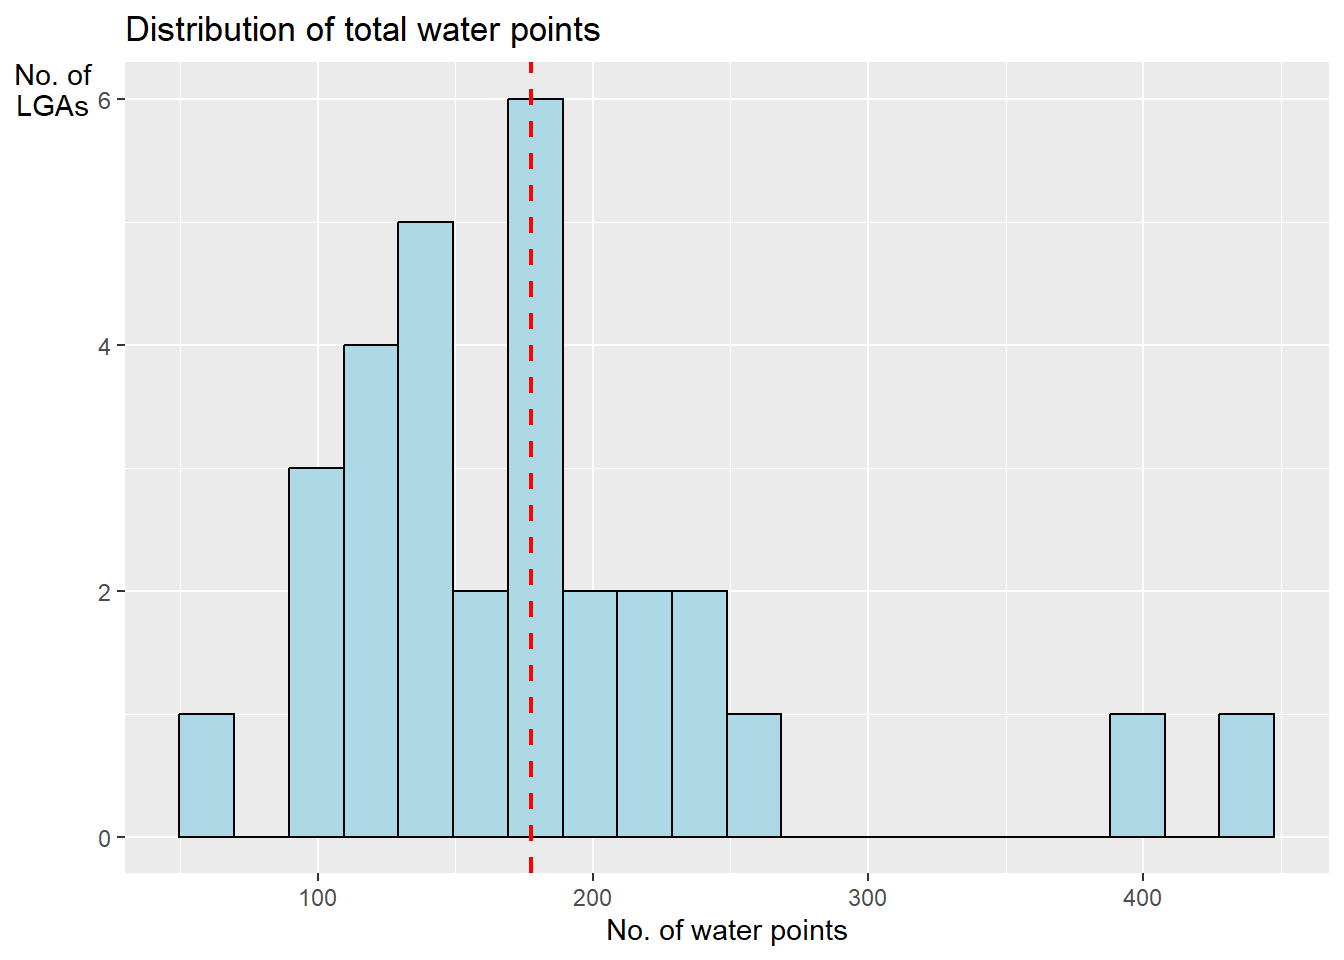 Distribution of total water points
No. of
LGAs
6
4
2
0
100
200
300
400
No. of water points